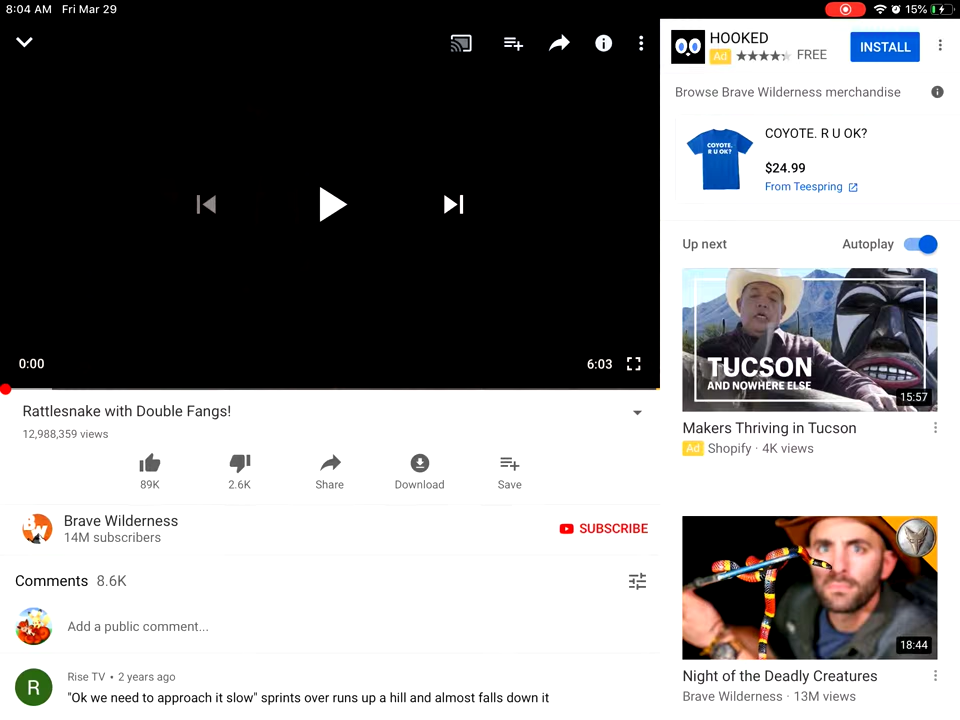 8:04 AM Fri Mar 29
15%
0:00
6:03
Rattlesnake with Double Fangs!
12,988,359 views
89K
2.6K
Share
Download
Save
BW
Brave Wilderness
14M subscribers
SUBSCRIBE
Comments 8.6K
Add a public comment...
R
Rise TV • 2 years ago
"Ok we need to approach it slow" sprints over runs up a hill and almost falls down it
HOOKED
Ad
FREE
INSTALL
Browse Brave Wilderness merchandise
COYOTE.
R U OK?
COYOTE. R U OK?
$24.99
From Teespring
Up next
Autoplay
TUCSON
AND NOWHERE ELSE
15:57
Makers Thriving in Tucson
Ad Shopify · 4K views
18:44
Night of the Deadly Creatures
Brave Wilderness · 13M views